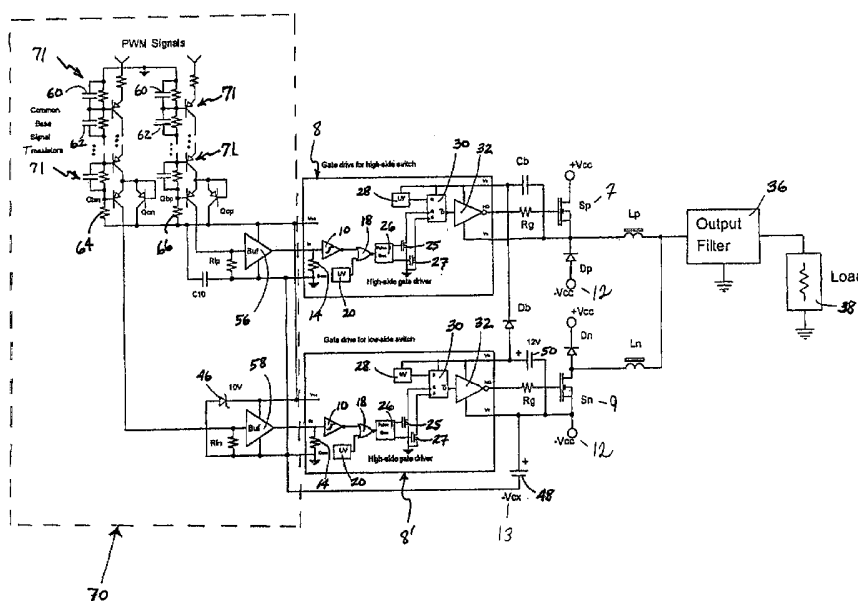 PWM Signals
71
60
60
71
Common
Base
Signal
Transistors
62
62
71
71
Qbn
Qcn
Qbp
Qcp
64
66
Rip
Buf
56
C10
8
Gate drive for high-side switch
28
UV
30
32
10
18
26
25
27
14
UV
20
High-side gate driver
Db
Cb
Rg
+Vcc
Sp
7
Lp
Dp
-Vcc
12
36
Output
Filter
Load
38
+Vcc
Dn
Ln
Sn
9
-Vcc
12
Gate drive for low-side switch
46
10V
58
Buf
Rin
28
30
32
12V
50
Rg
10
18
26
25
27
14
UV
20
High-side gate driver
+
48
-Vcx
13
8'
70